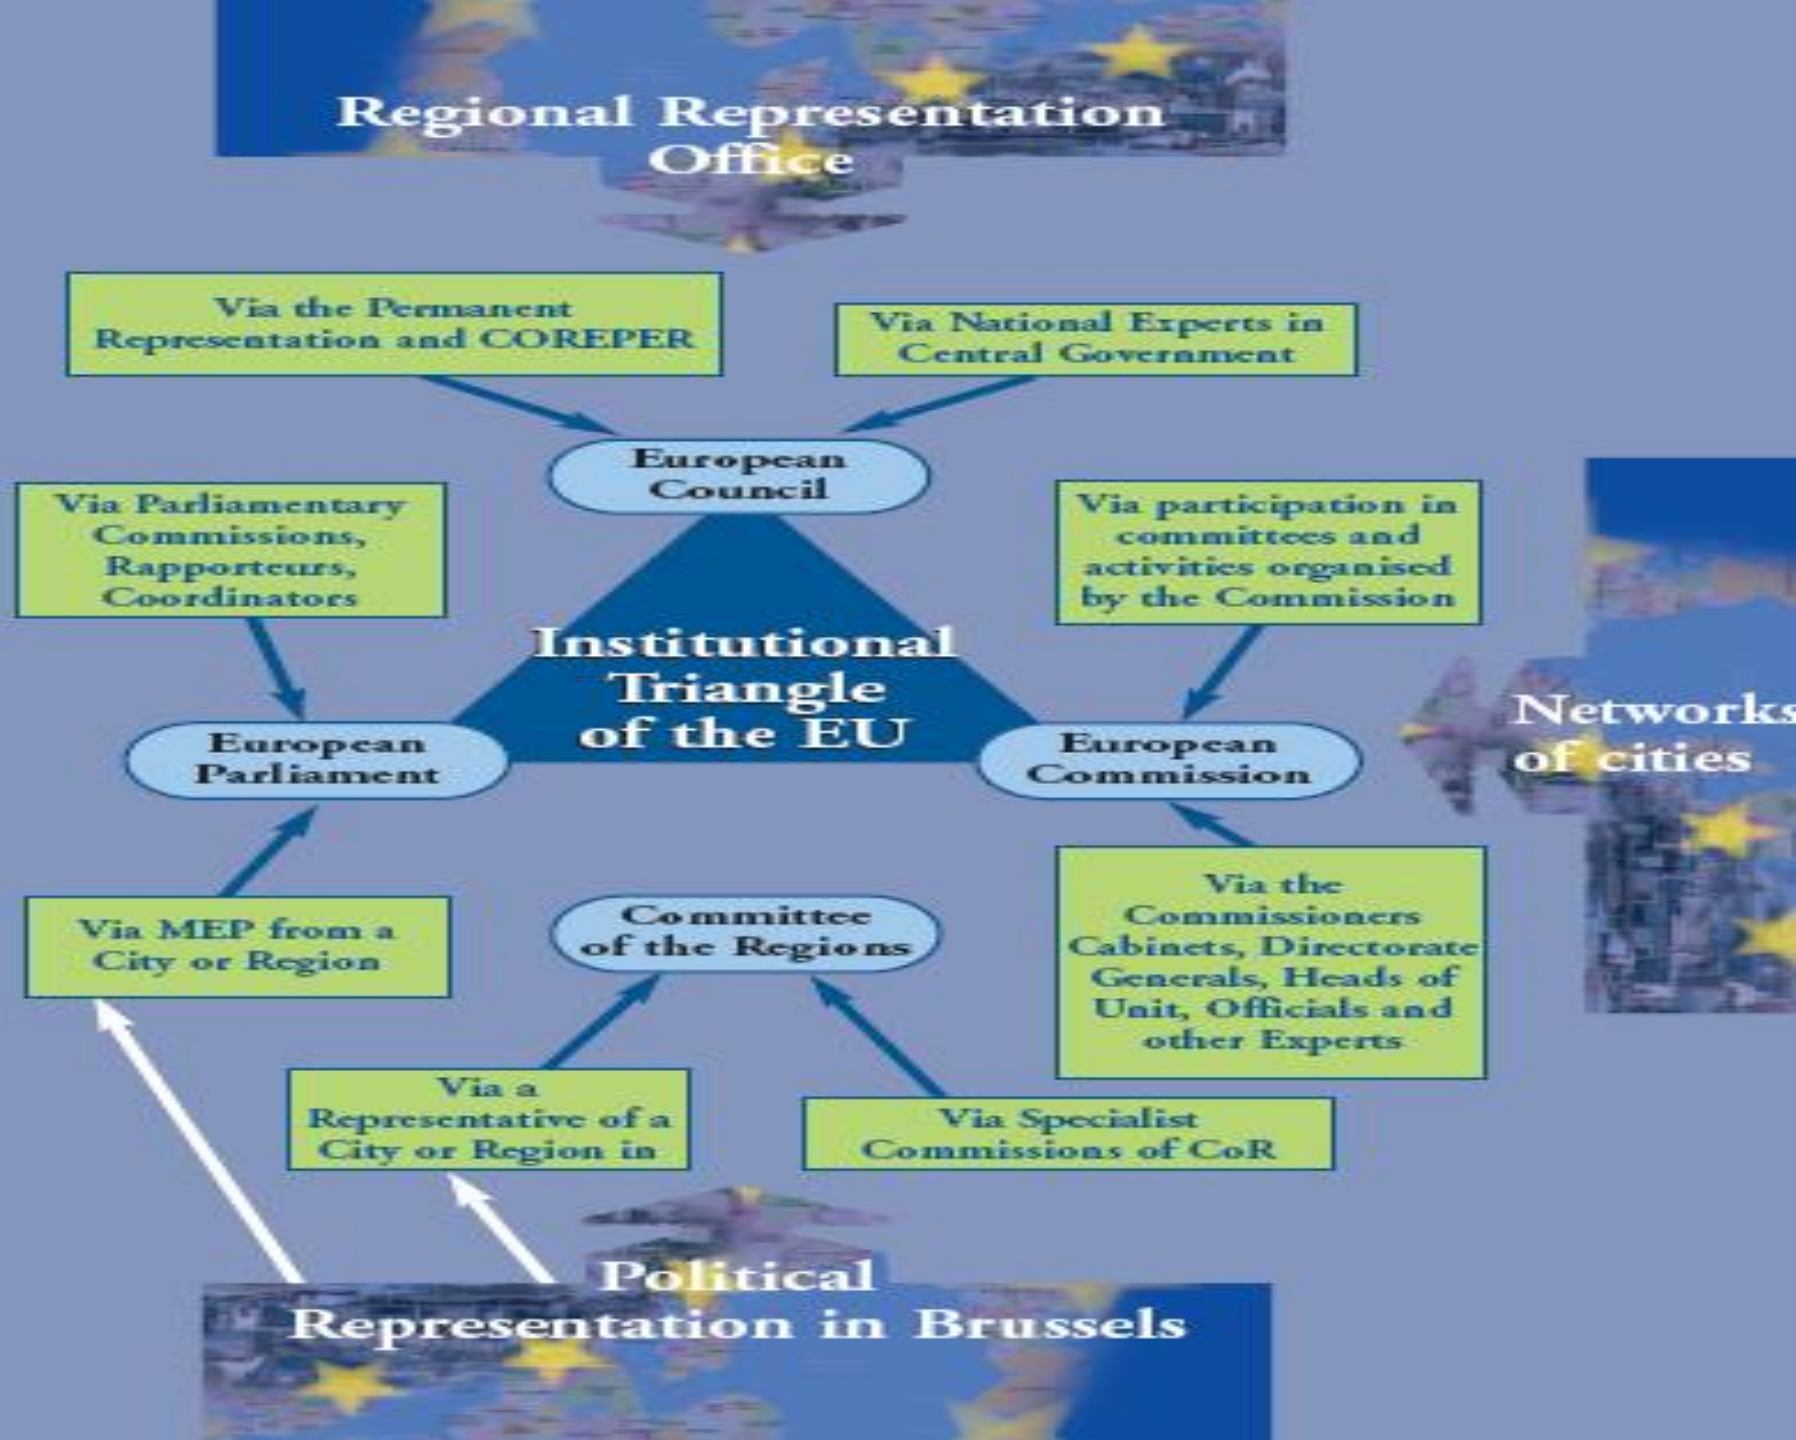 Regional Representation
Office
Via the Permanent
Representation and COREPER
Via National Experts in
Central Government
European
Council
Via Parliamentary
Commissions,
Rapporteurs,
Coordinators
Via participation in
committees and
activities organised
by the Commission
Institutional
Triangle
of the EU
European
Parliament
European
Commission
Networks
of cities
Via MEP from a
City or Region
Committee
of the Regions
Via the
Commissioners
Cabinets, Directorate
Generals, Heads of
Unit, Officials and
other Experts
Via a
Representative of a
City or Region in
Via Specialist
Commissions of CoR
Political
Representation in Brussels